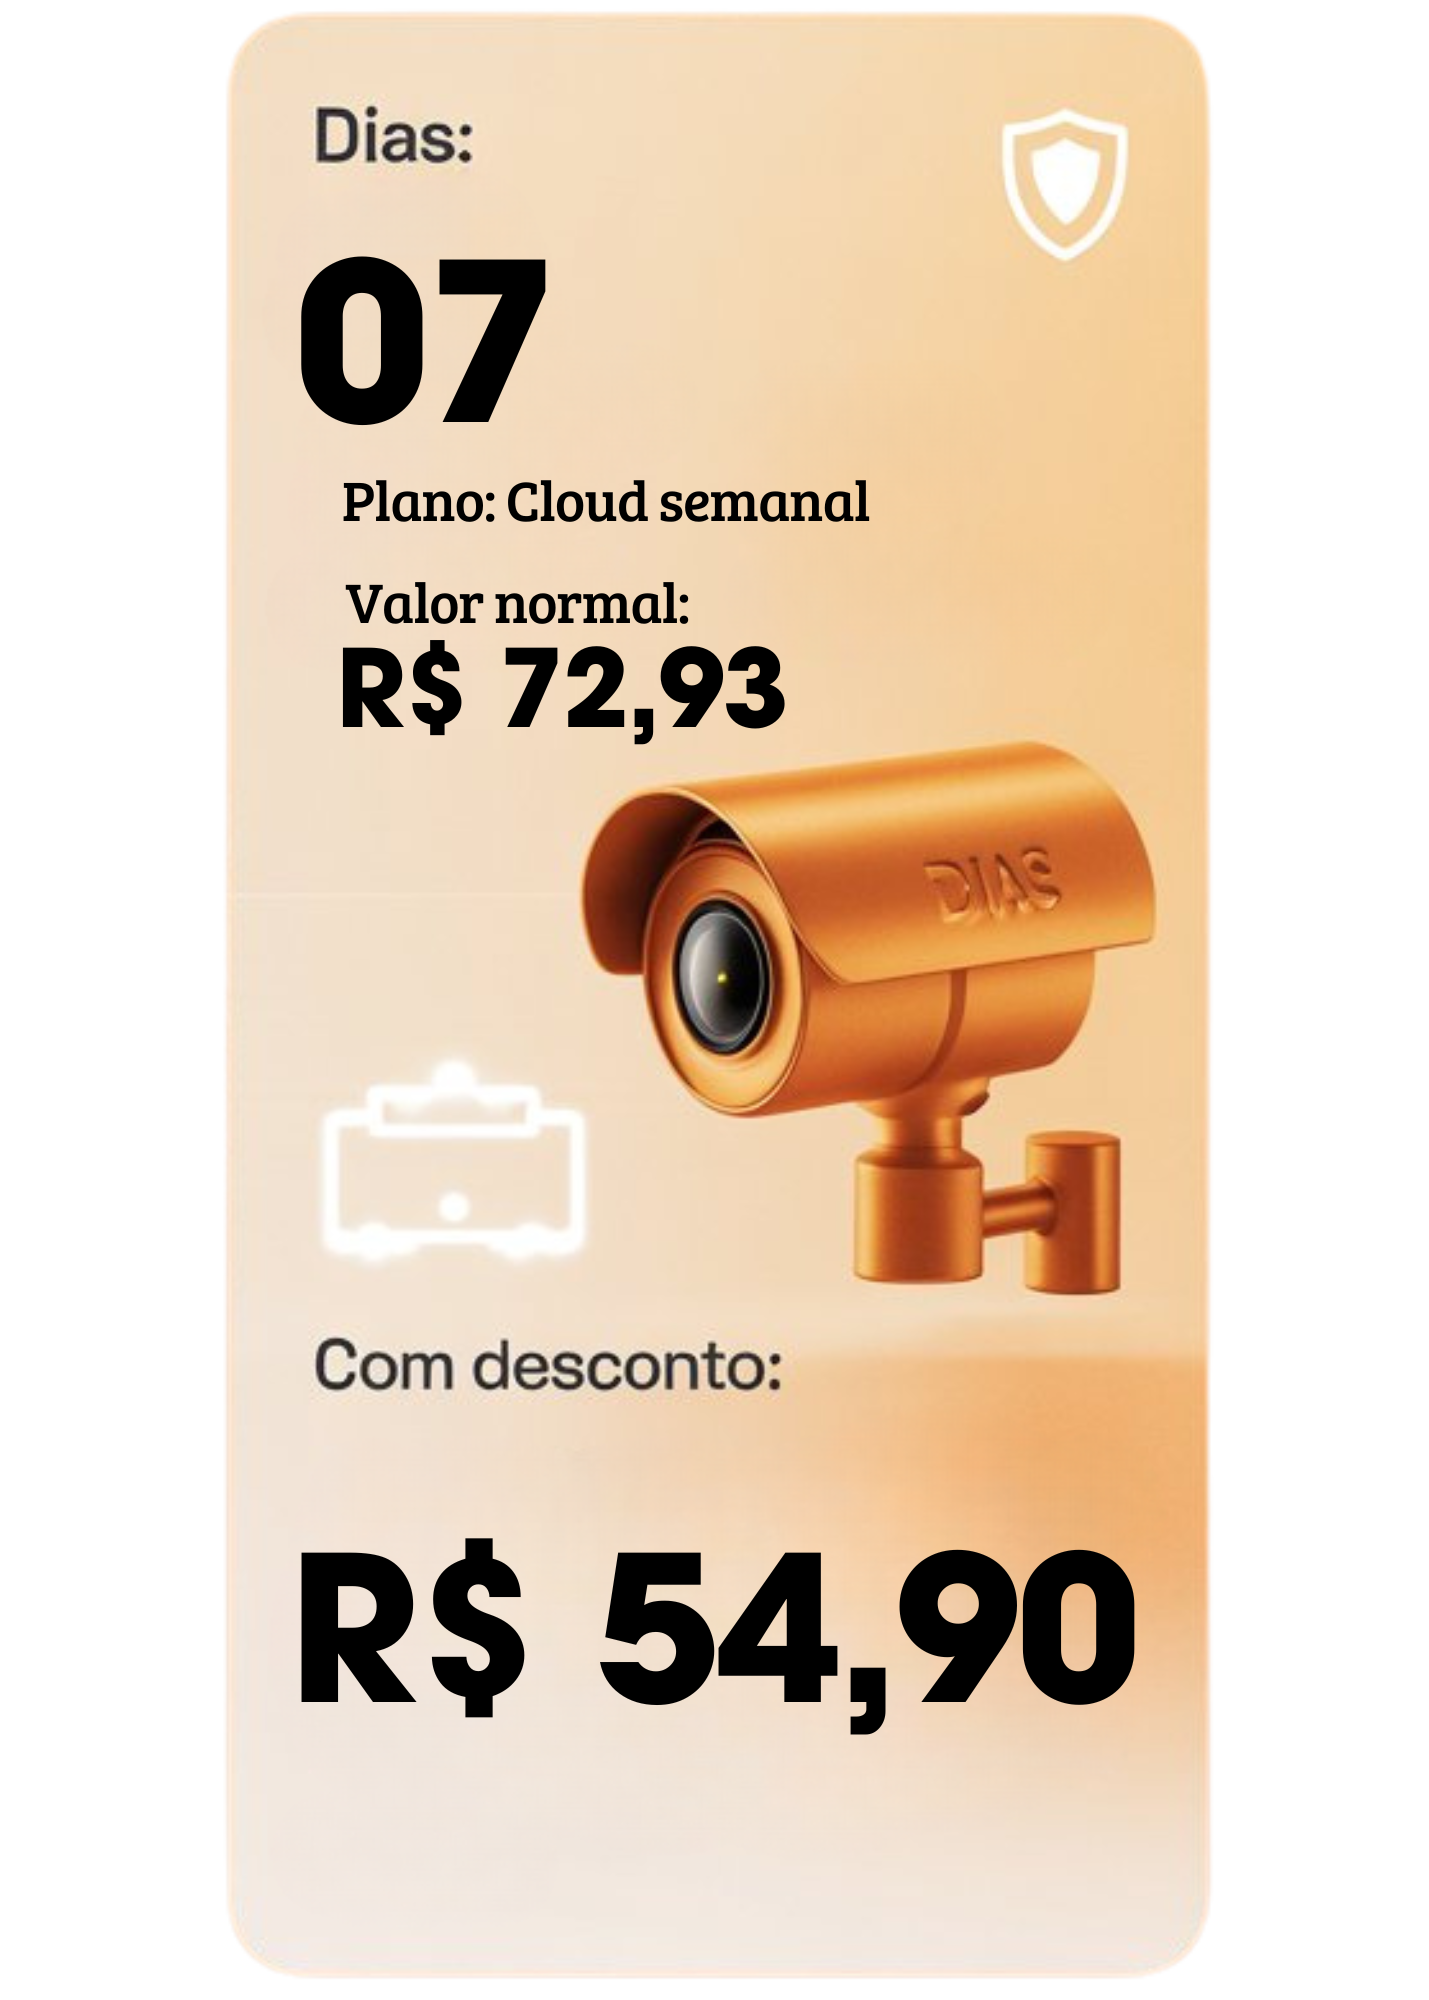 Dias:
07
Plano: Cloud semanal
Valor normal:
R$ 72,93
DIAS
Com desconto:
R$ 54,90